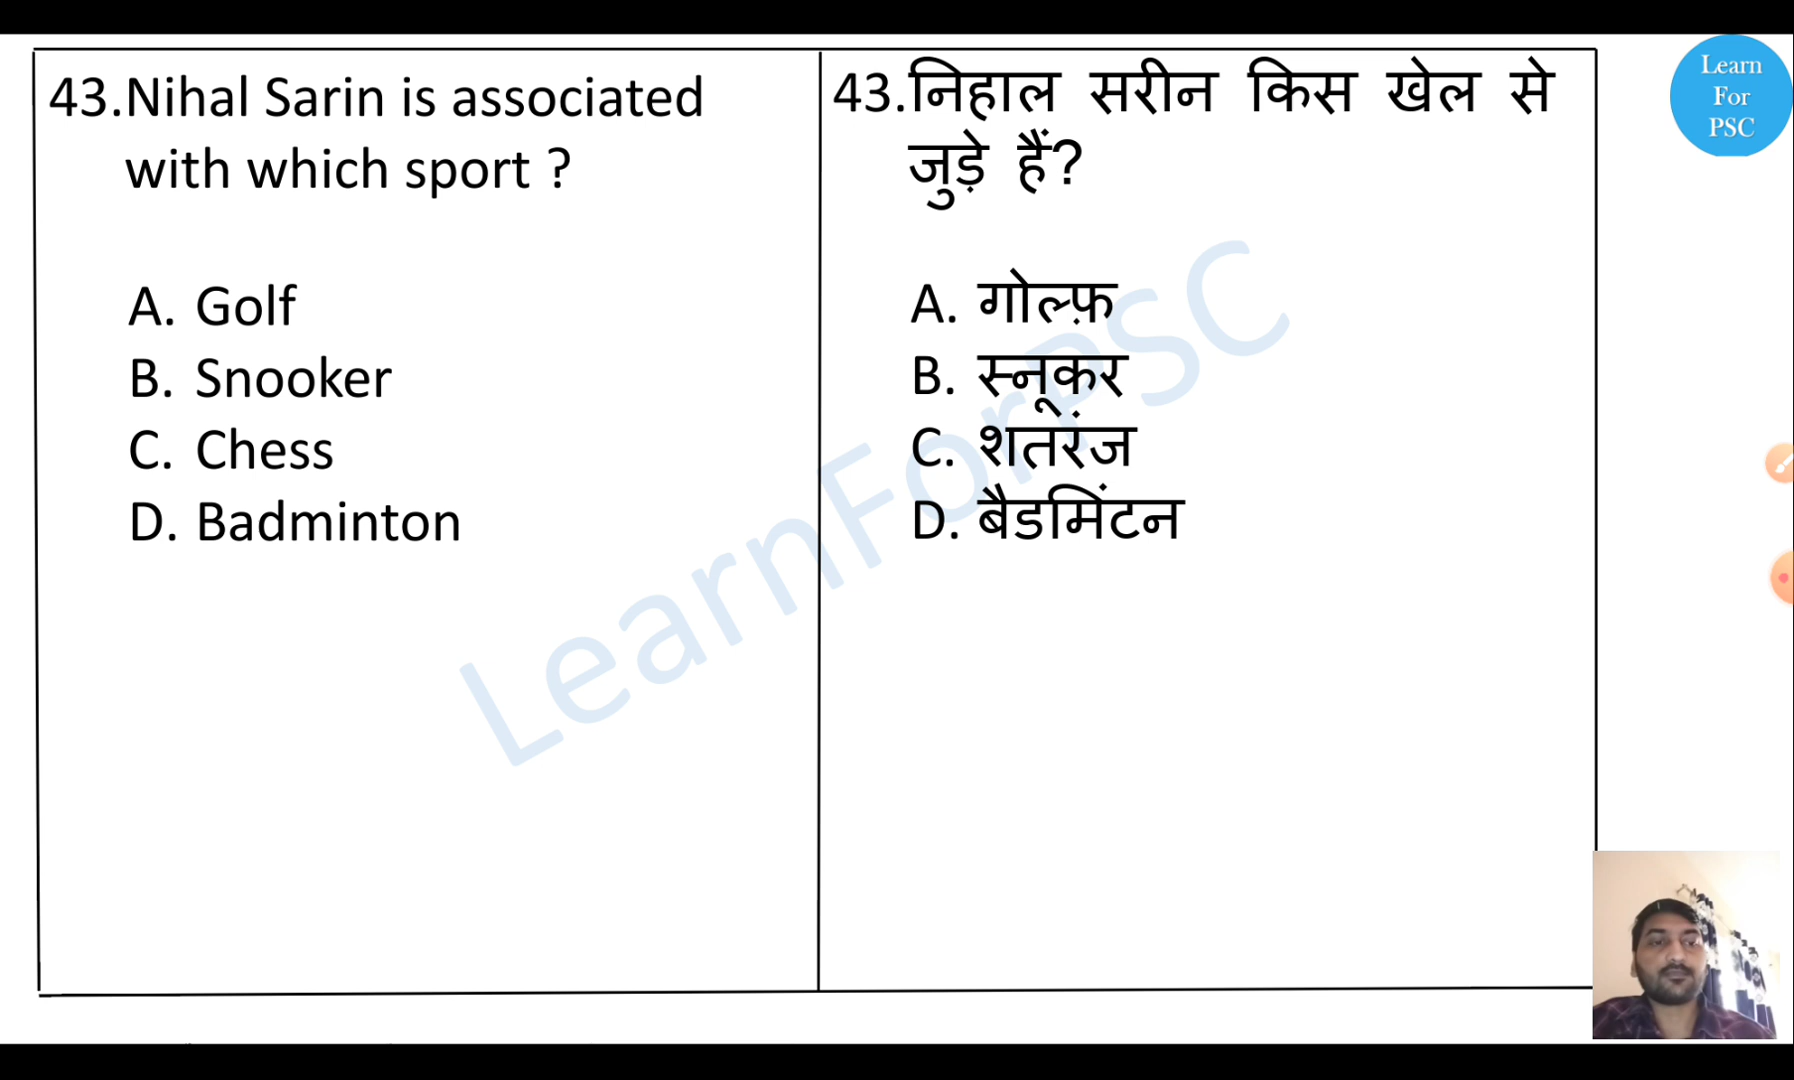 43.Nihal Sarin is associated
with which sport ?
A. Golf
B. Snooker
C. Chess
D. Badminton
43.निहाल सरीन किस खेल से
जुड़े हैं?
A. गोल्फ़
B. स्नूकर
C. शतरंज
D. बैडमिंटन
LearnForPSC
Learn
For
PSC